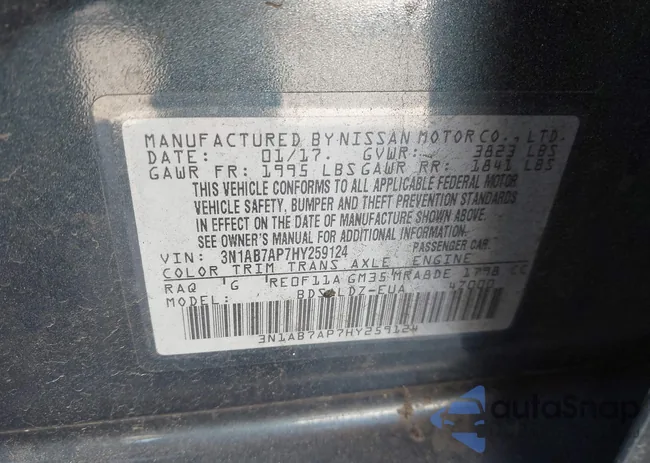 MANUFACTURED BY NISSAN MOTOR CO., LTD.
DATE: 01/17. GVWR: 3823 LBS
GAWR FR: 1995 LBS GAWR RR: 1841 LBS
THIS VEHICLE CONFORMS TO ALL APPLICABLE FEDERAL MOTOR
VEHICLE SAFETY, BUMPER AND THEFT PREVENTION STANDARDS
IN EFFECT ON THE DATE OF MANUFACTURE SHOWN ABOVE.
SEE OWNER'S MANUAL FOR ADDITIONAL INFORMATION.
VIN: 3N1AB7AP7HY259124 PASSENGER CAR
COLOR TRIM TRANS AXLE ENGINE
RAQ G RE0F11A GM35 MRA8DE 1798 CC
MODEL: LDZ-EUA 47000
3N1AB7AP7HY259124
autoSnap